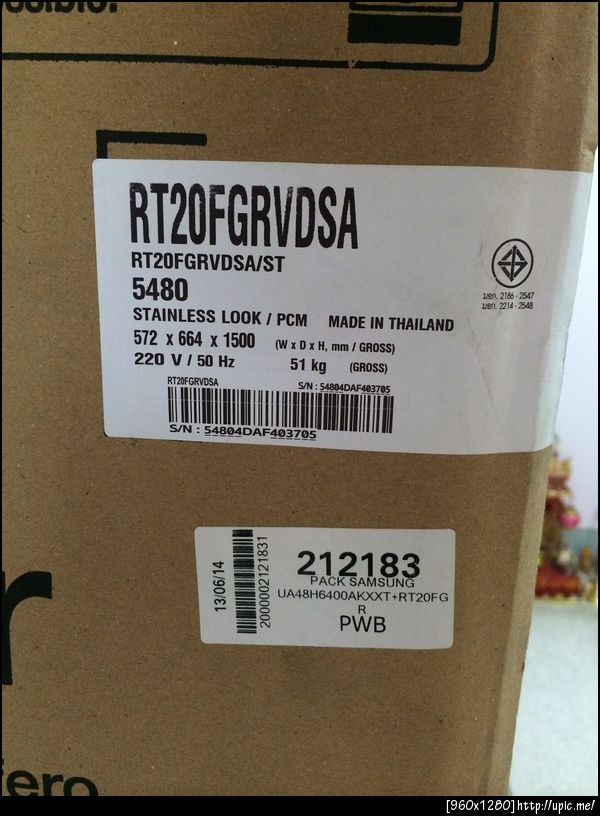 RT20FGRVDSA
RT20FGRVDSA/ST
5480
STAINLESS LOOK / PCM MADE IN THAILAND
572 x 664 x 1500 (W x D x H, mm / GROSS)
220 V / 50 Hz 51 kg (GROSS)
RT20FGRVDSA S/N : 54804DAF403705
S/N : 54804DAF403705
มอก. 2186 - 2547
มอก. 2214 - 2548
13/06/14
2000002121831
212183
PACK SAMSUNG
UA48H6400AKXXT+RT20FG
R
PWB
r
fero
[960x1280]http://upic.me/